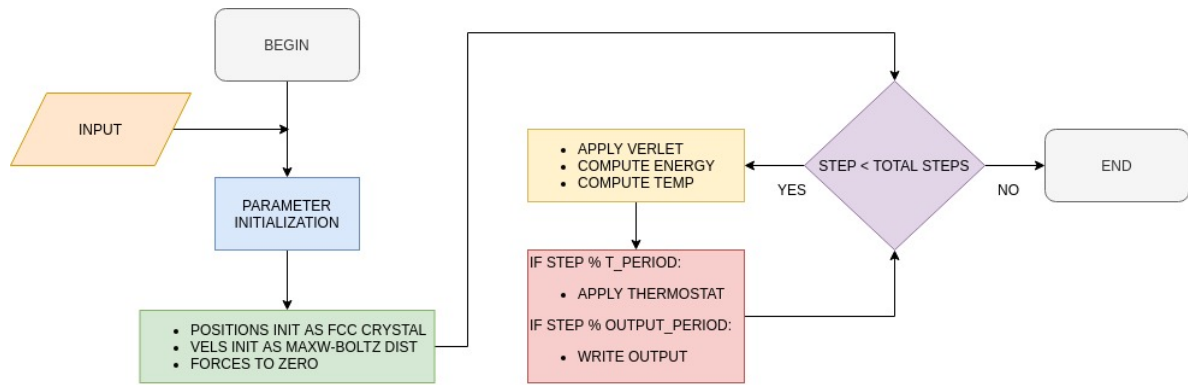 BEGIN
INPUT
PARAMETER
INITIALIZATION
• POSITIONS INIT AS FCC CRYSTAL
• VELS INIT AS MAXW-BOLTZ DIST
• FORCES TO ZERO
STEP < TOTAL STEPS
YES
NO
• APPLY VERLET
• COMPUTE ENERGY
• COMPUTE TEMP
IF STEP % T_PERIOD:
• APPLY THERMOSTAT
IF STEP % OUTPUT_PERIOD:
• WRITE OUTPUT
END